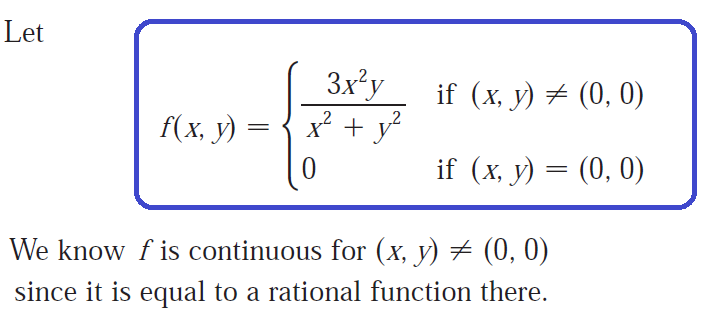 Let
f(x, y) = { 3x²y / x² + y² if (x, y) ≠ (0, 0)
0 if (x, y) = (0, 0)
We know f is continuous for (x, y) ≠ (0, 0)
since it is equal to a rational function there.